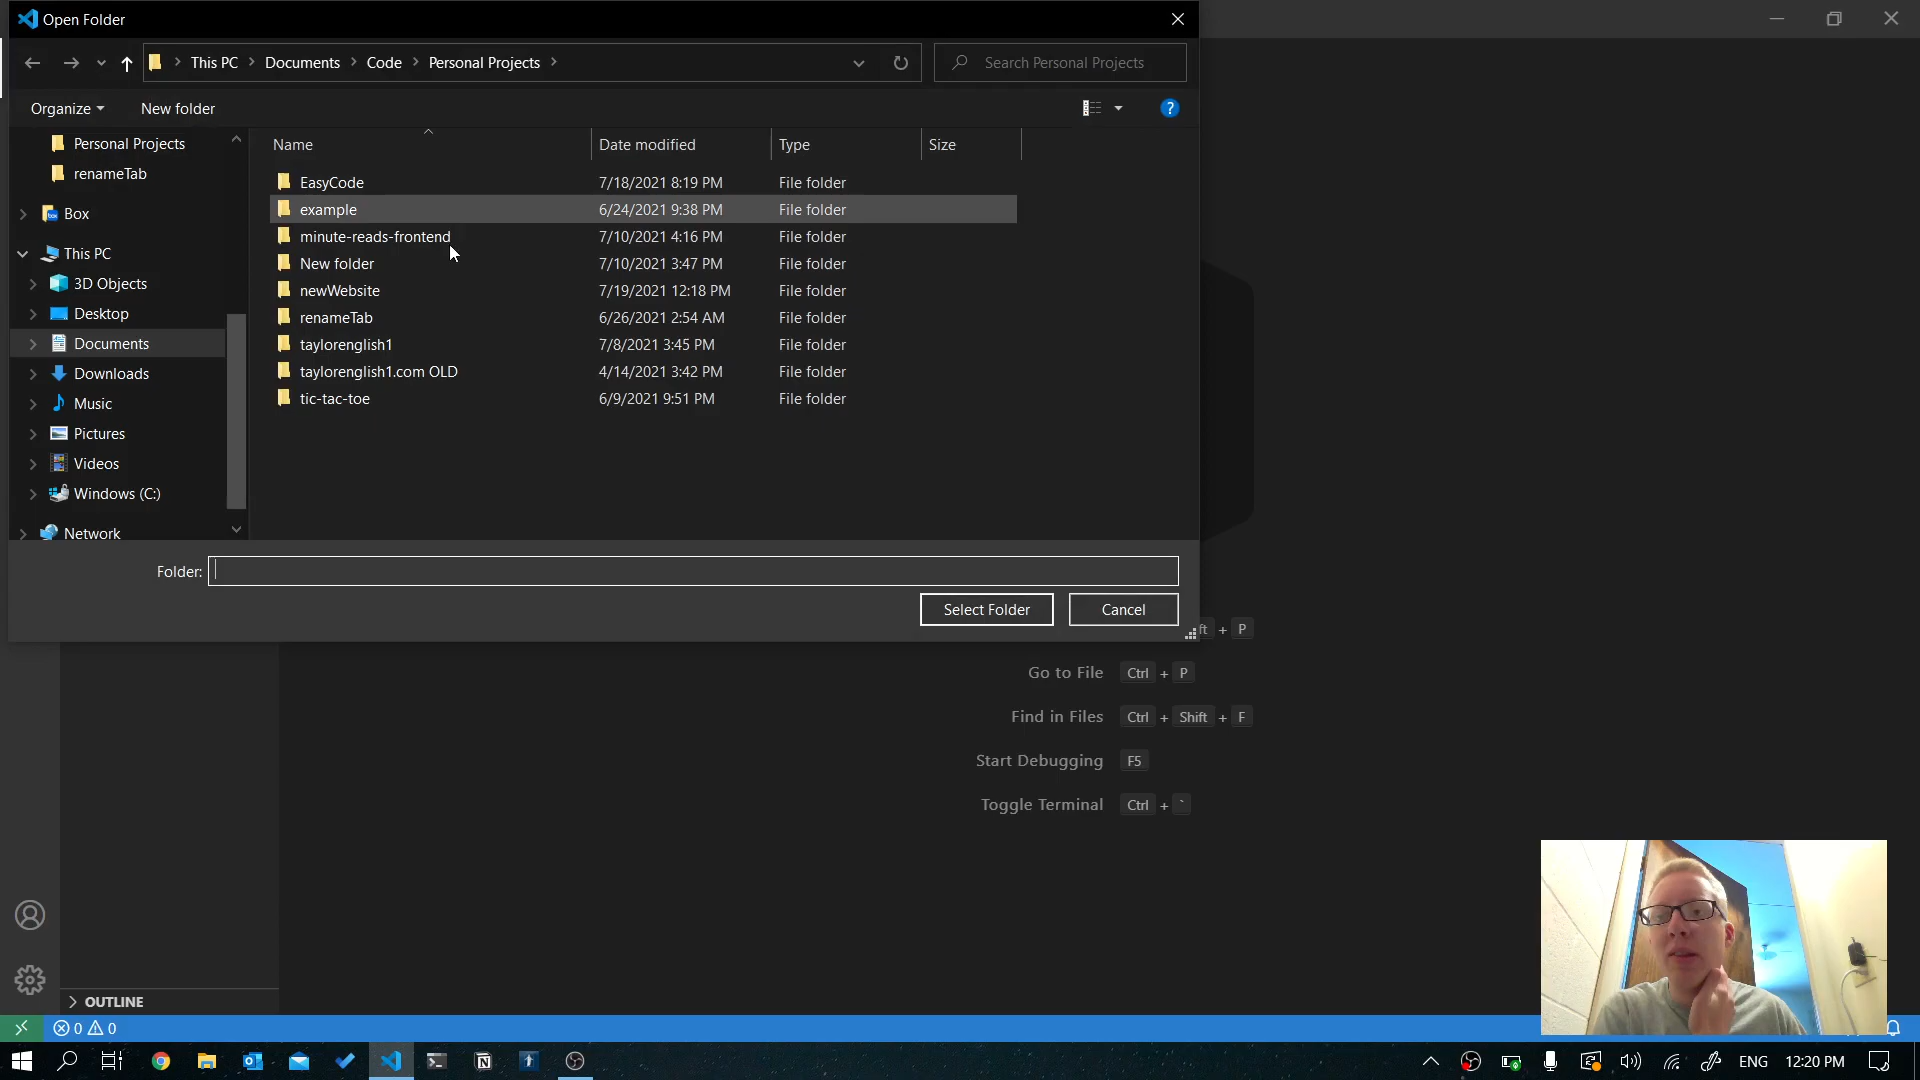 Open Folder
This PC Documents Code Personal Projects
Search Personal Projects
Organize New folder
Personal Projects
renameTab
Box
This PC
3D Objects
Desktop
Documents
Downloads
Music
Pictures
Videos
Windows (C:)
Network
Name Date modified Type Size
EasyCode 7/18/2021 8:19 PM File folder
example 6/24/2021 9:38 PM File folder
minute-reads-frontend 7/10/2021 4:16 PM File folder
New folder 7/10/2021 3:47 PM File folder
newWebsite 7/19/2021 12:18 PM File folder
renameTab 6/26/2021 2:54 AM File folder
taylorenglish1 7/8/2021 3:45 PM File folder
taylorenglish1.com OLD 4/14/2021 3:42 PM File folder
tic-tac-toe 6/9/2021 9:51 PM File folder
Folder:
Select Folder Cancel
ft + P
Go to File Ctrl + P
Find in Files Ctrl + Shift + F
Start Debugging F5
Toggle Terminal Ctrl + `
OUTLINE
0 0
ENG 12:20 PM